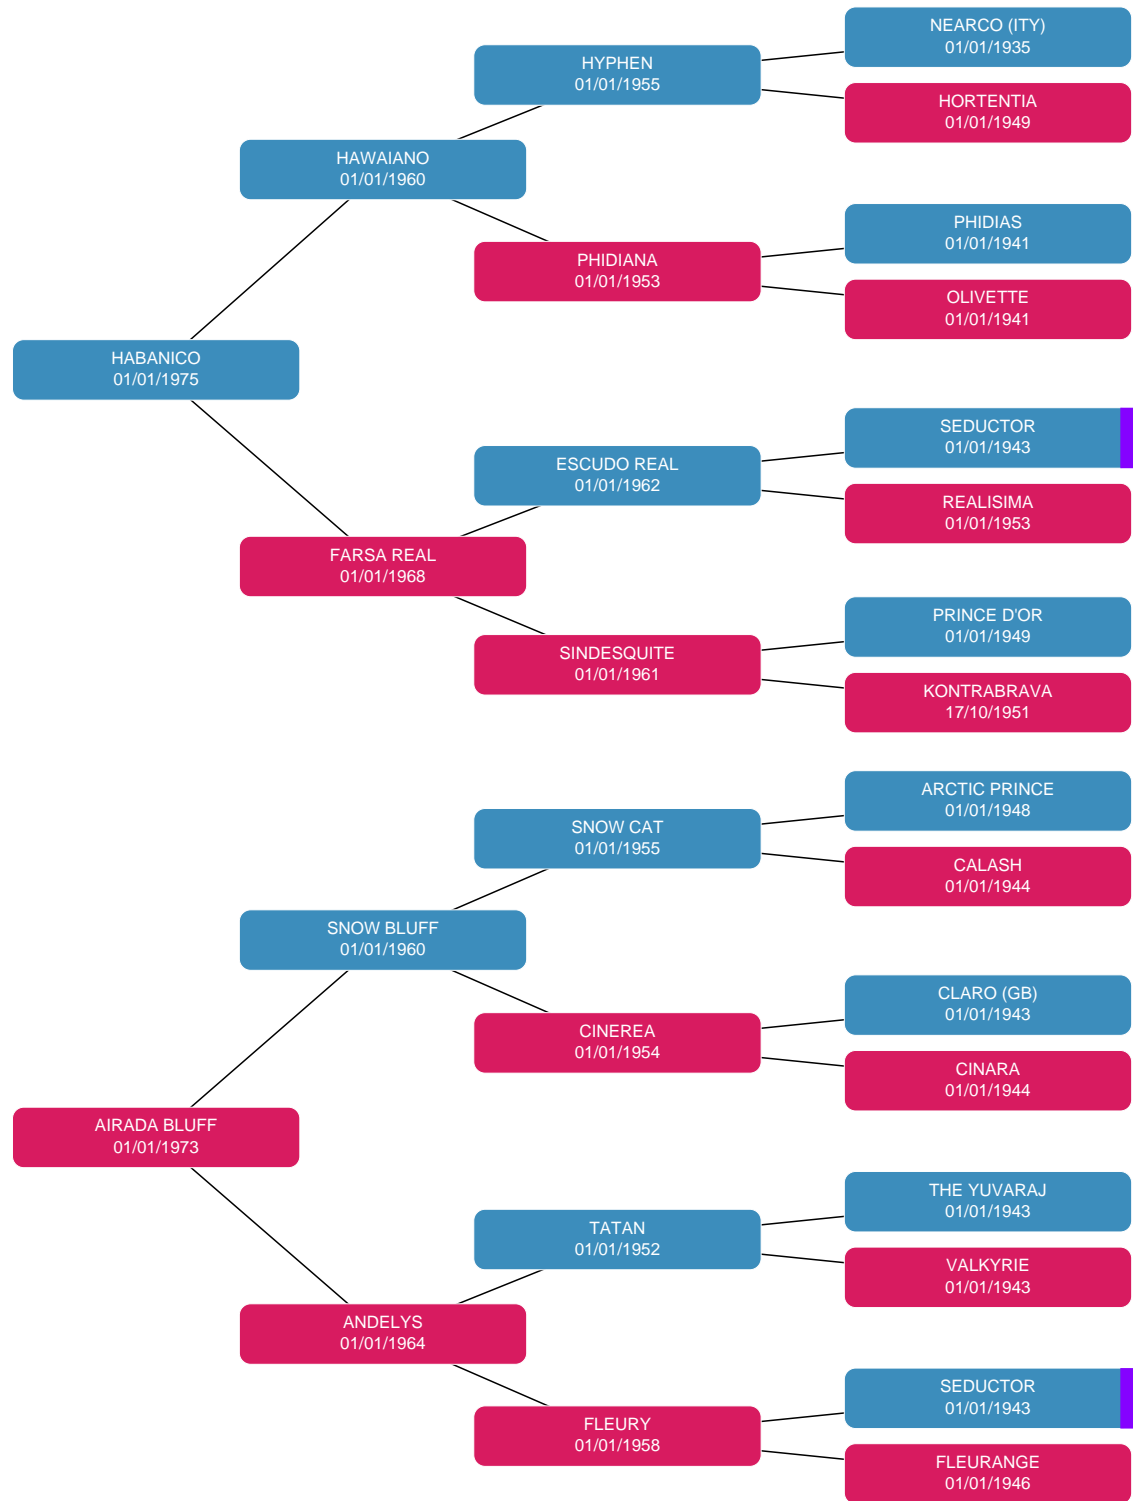 NEARCO (ITY)
01/01/1935
HYPHEN
01/01/1955
HORTENTIA
01/01/1949
HAWAIANO
01/01/1960
PHIDIAS
01/01/1941
PHIDIANA
01/01/1953
OLIVETTE
01/01/1941
HABANICO
01/01/1975
SEDUCTOR
01/01/1943
ESCUDO REAL
01/01/1962
REALISIMA
01/01/1953
FARSA REAL
01/01/1968
PRINCE D'OR
01/01/1949
SINDESQUITE
01/01/1961
KONTRABRAVA
17/10/1951
ARCTIC PRINCE
01/01/1948
SNOW CAT
01/01/1955
CALASH
01/01/1944
SNOW BLUFF
01/01/1960
CLARO (GB)
01/01/1943
CINEREA
01/01/1954
CINARA
01/01/1944
AIRADA BLUFF
01/01/1973
THE YUVARAJ
01/01/1943
TATAN
01/01/1952
VALKYRIE
01/01/1943
ANDELYS
01/01/1964
SEDUCTOR
01/01/1943
FLEURY
01/01/1958
FLEURANGE
01/01/1946